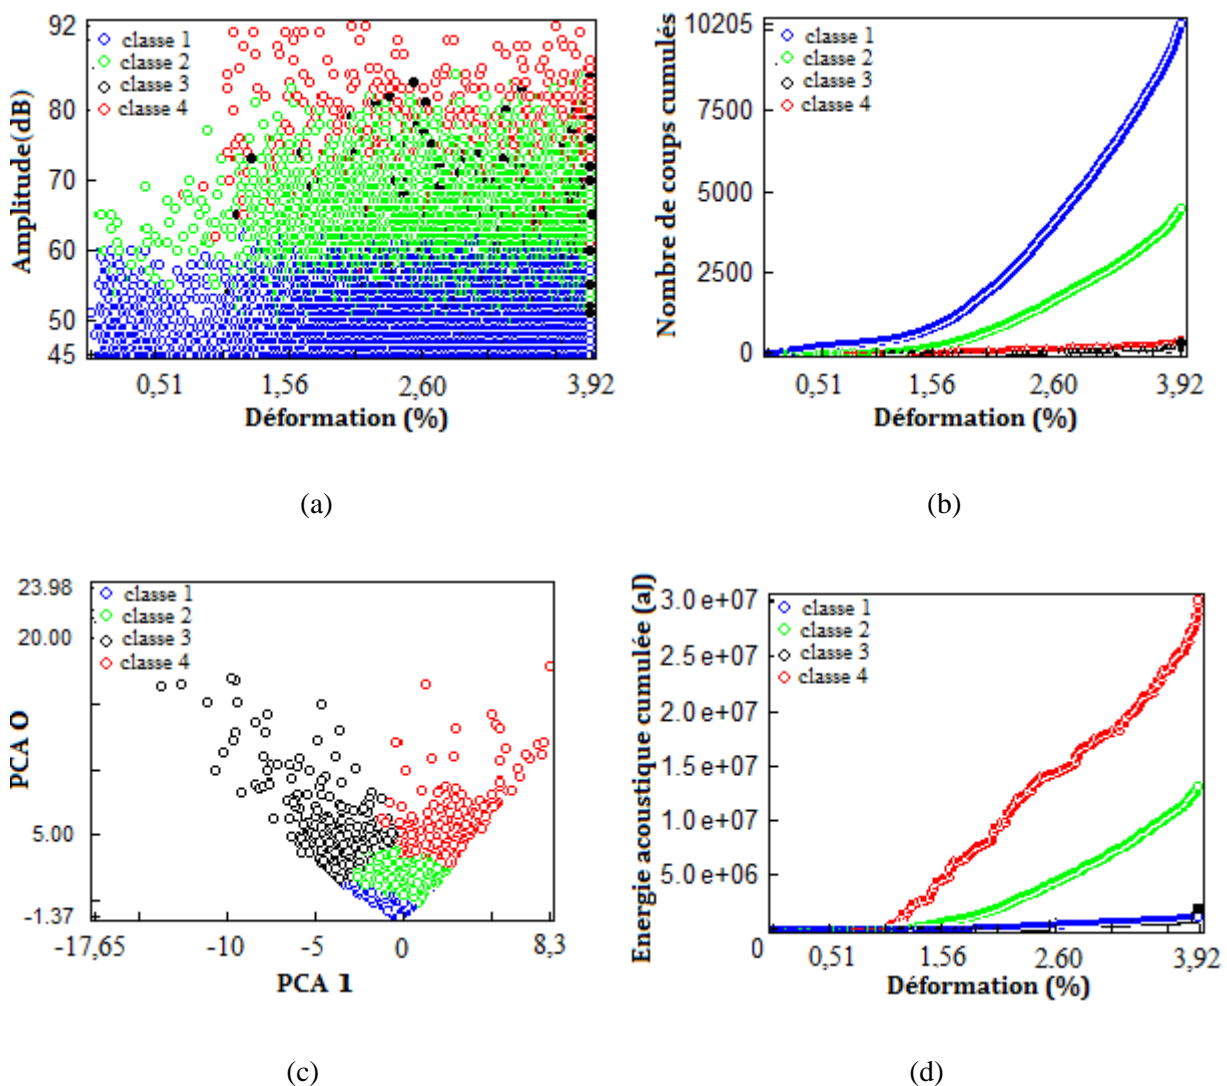 92
80
70
60
50
45
classe 1
classe 2
classe 3
classe 4
Amplitude(dB)
0,51 1,56 2,60 3,92
Déformation (%)
(a)
10205
7500
5000
2500
0
classe 1
classe 2
classe 3
classe 4
Nombre de coups cumulés
0,51 1,56 2,60 3,92
Déformation (%)
(b)
23.98
20.00
5.00
-1.37
classe 1
classe 2
classe 3
classe 4
PCA O
-17,65 -10 -5 0 8,3
PCA 1
(c)
3.0 e+07
2.5 e+07
2.0 e+07
1.5 e+07
1.0 e+07
5.0 e+06
classe 1
classe 2
classe 3
classe 4
Energie acoustique cumulée (aJ)
0 0,51 1.56 2.60 3,92
Déformation (%)
(d)